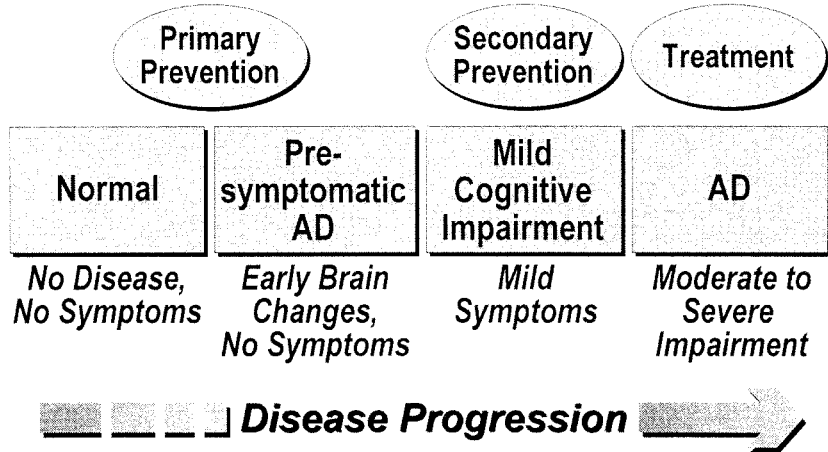 Primary
Prevention
Secondary
Prevention
Treatment
Normal
Pre-
symptomatic
AD
Mild
Cognitive
Impairment
AD
No Disease,
No Symptoms
Early Brain
Changes,
No Symptoms
Mild
Symptoms
Moderate to
Severe
Impairment
Disease Progression